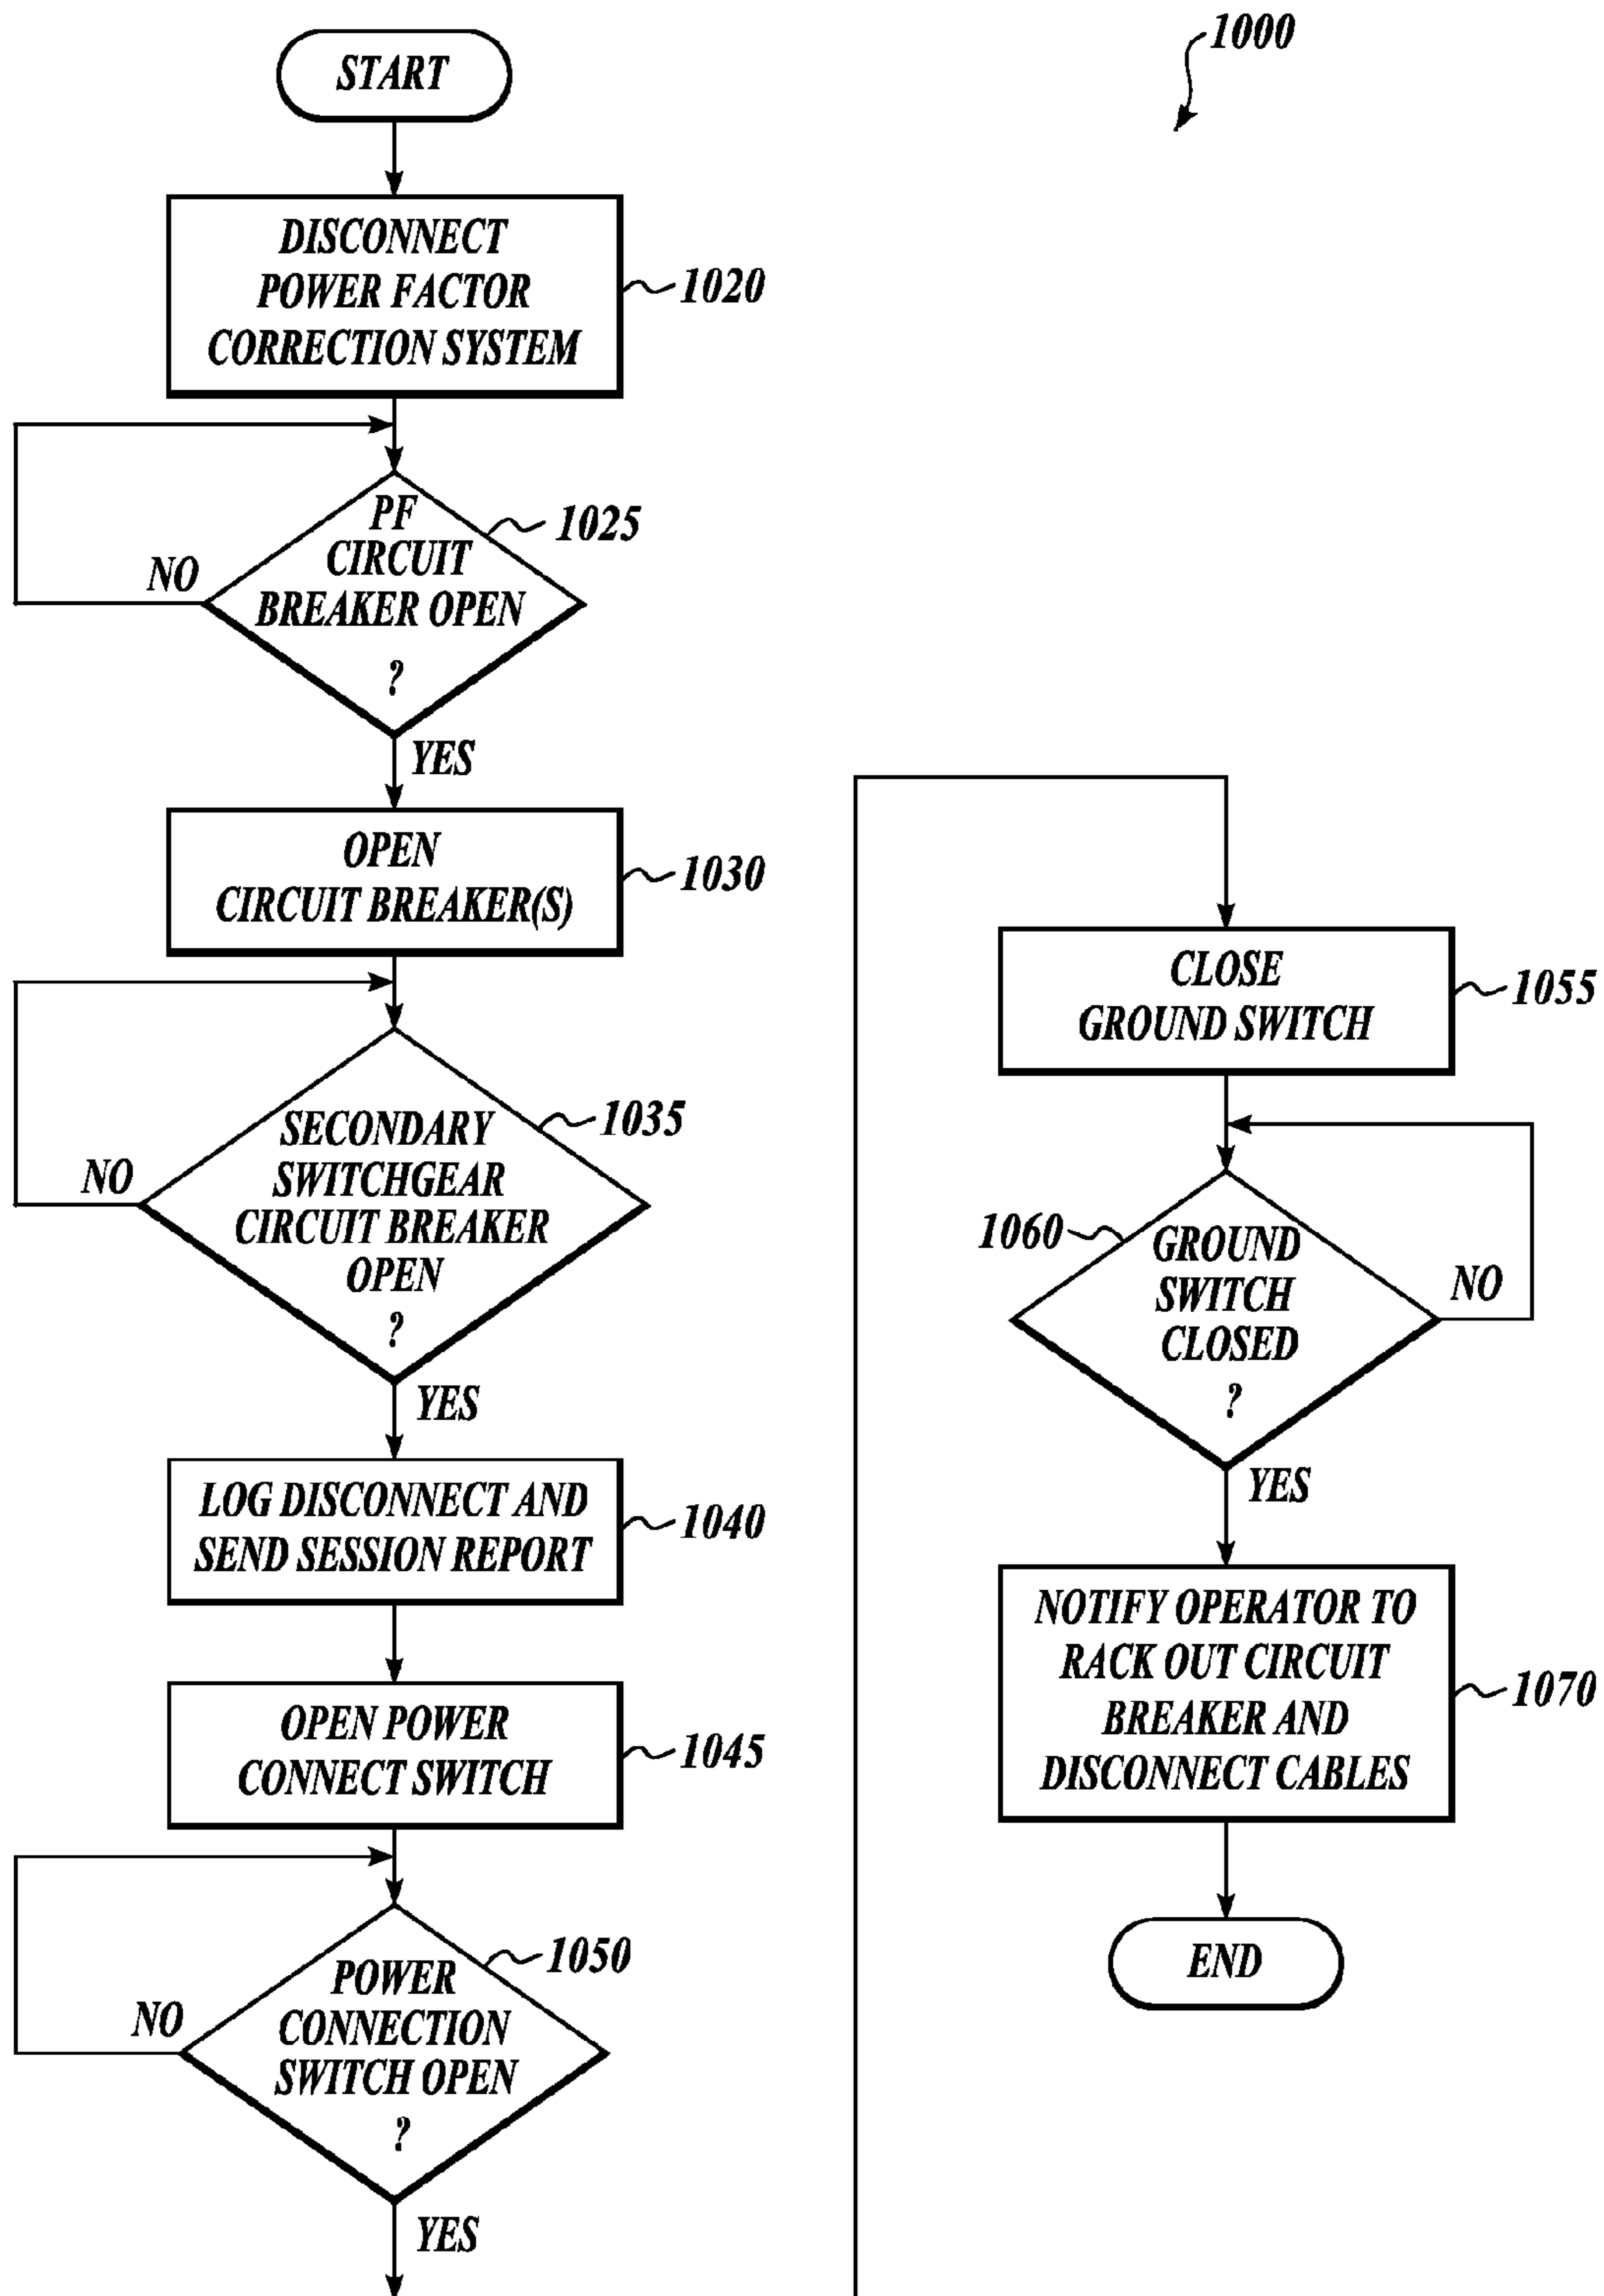 START
DISCONNECT
POWER FACTOR
CORRECTION SYSTEM
1020
PF
CIRCUIT
BREAKER OPEN
?
1025
NO
YES
OPEN
CIRCUIT BREAKER(S)
1030
SECONDARY
SWITCHGEAR
CIRCUIT BREAKER
OPEN
?
1035
NO
YES
LOG DISCONNECT AND
SEND SESSION REPORT
1040
OPEN POWER
CONNECT SWITCH
1045
POWER
CONNECTION
SWITCH OPEN
?
1050
NO
YES
1000
CLOSE
GROUND SWITCH
1055
1060
GROUND
SWITCH
CLOSED
?
NO
YES
NOTIFY OPERATOR TO
RACK OUT CIRCUIT
BREAKER AND
DISCONNECT CABLES
1070
END